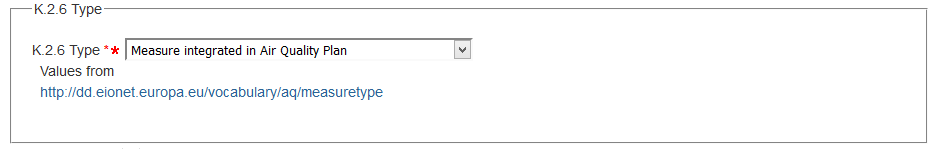 K.2.6 Type
K.2.6 Type ** Measure integrated in Air Quality Plan
Values from
http://dd.eionet.europa.eu/vocabulary/aq/measuretype